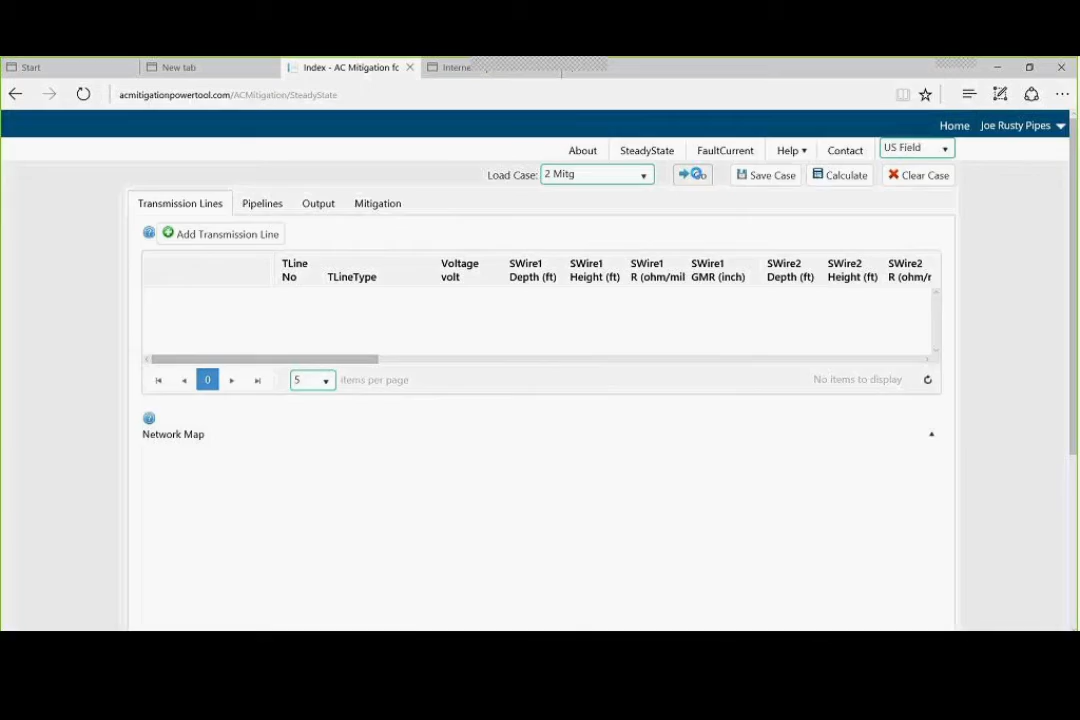 Start
New tab
Index - AC Mitigation fc
Interne
acmitigationpowertool.com/ACMitigation/SteadyState
Home Joe Rusty Pipes
About SteadyState FaultCurrent Help Contact US Field
Load Case: 2 Mitg Go Save Case Calculate Clear Case
Transmission Lines Pipelines Output Mitigation
Add Transmission Line
TLine Voltage SWire1 SWire1 SWire1 SWire1 SWire2 SWire2 SWire2
No TLineType volt Depth (ft) Height (ft) R (ohm/mil GMR (inch) Depth (ft) Height (ft) R (ohm/r
0 5 items per page No items to display
Network Map